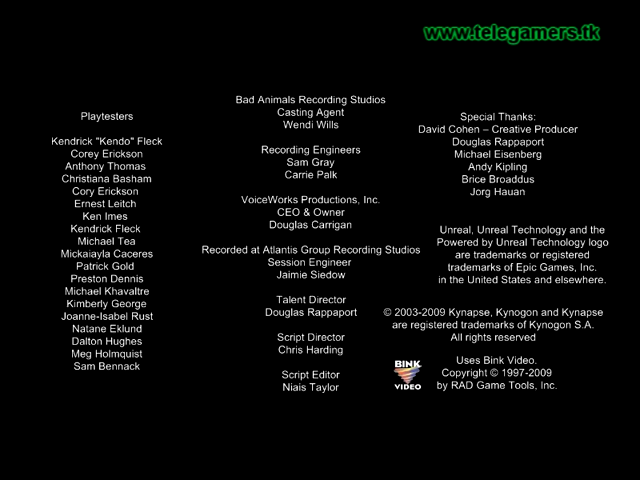 www.telegamers.tk
Playtesters
Kendrick "Kendo" Fleck
Corey Erickson
Anthony Thomas
Christiana Basham
Cory Erickson
Ernest Leitch
Ken Imes
Kendrick Fleck
Michael Tea
Mickaiayla Caceres
Patrick Gold
Preston Dennis
Michael Khavaltre
Kimberly George
Joanne-Isabel Rust
Natane Eklund
Dalton Hughes
Meg Holmquist
Sam Bennack
Bad Animals Recording Studios
Casting Agent
Wendi Wills
Recording Engineers
Sam Gray
Carrie Palk
VoiceWorks Productions, Inc.
CEO & Owner
Douglas Carrigan
Recorded at Atlantis Group Recording Studios
Session Engineer
Jaimie Siedow
Talent Director
Douglas Rappaport
Script Director
Chris Harding
Script Editor
Niais Taylor
Special Thanks:
David Cohen – Creative Producer
Douglas Rappaport
Michael Eisenberg
Andy Kipling
Brice Broaddus
Jorg Hauan
Unreal, Unreal Technology and the
Powered by Unreal Technology logo
are trademarks or registered
trademarks of Epic Games, Inc.
in the United States and elsewhere.
© 2003-2009 Kynapse, Kynogon and Kynapse
are registered trademarks of Kynogon S.A.
All rights reserved
BINK
VIDEO
Uses Bink Video.
Copyright © 1997-2009
by RAD Game Tools, Inc.